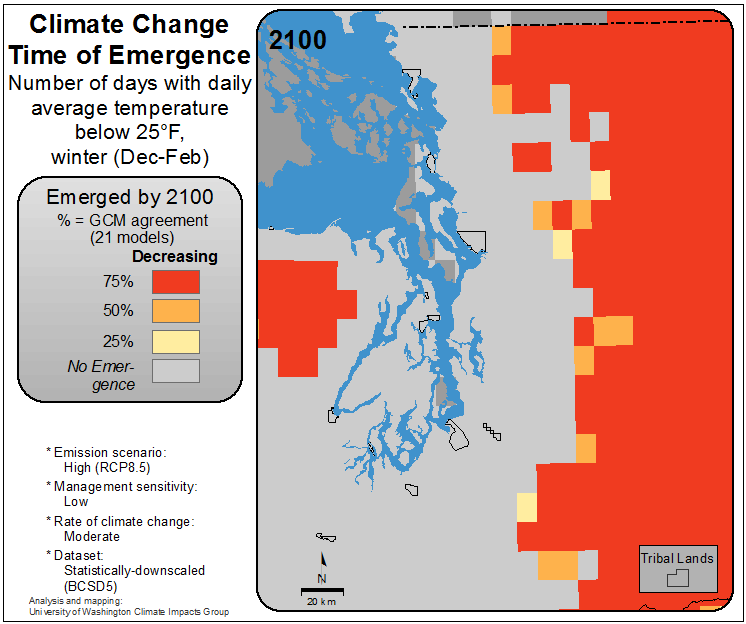 Climate Change
Time of Emergence
Number of days with daily
average temperature
below 25°F,
winter (Dec-Feb)
Emerged by 2100
% = GCM agreement
(21 models)
Decreasing
75%
50%
25%
No Emer-
gence
* Emission scenario:
High (RCP8.5)
* Management sensitivity:
Low
* Rate of climate change:
Moderate
* Dataset:
Statistically-downscaled
(BCSD5)
Analysis and mapping:
University of Washington Climate Impacts Group
2100
N
20 km
Tribal Lands